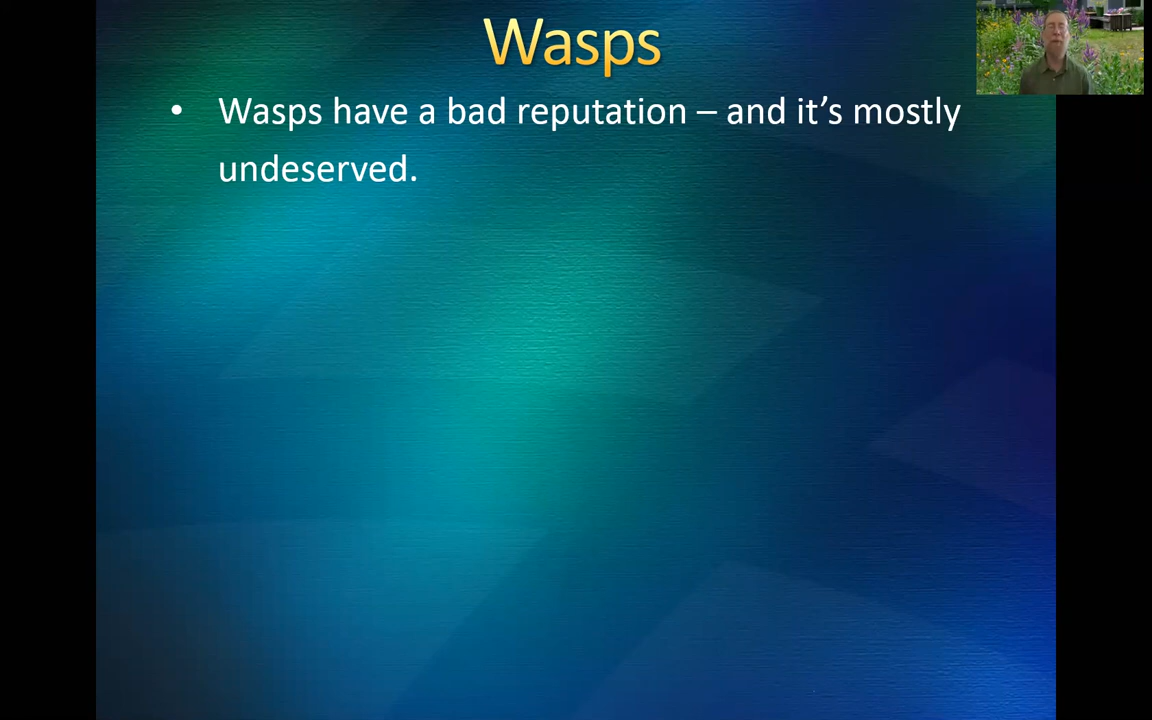 Wasps
• Wasps have a bad reputation – and it’s mostly
undeserved.